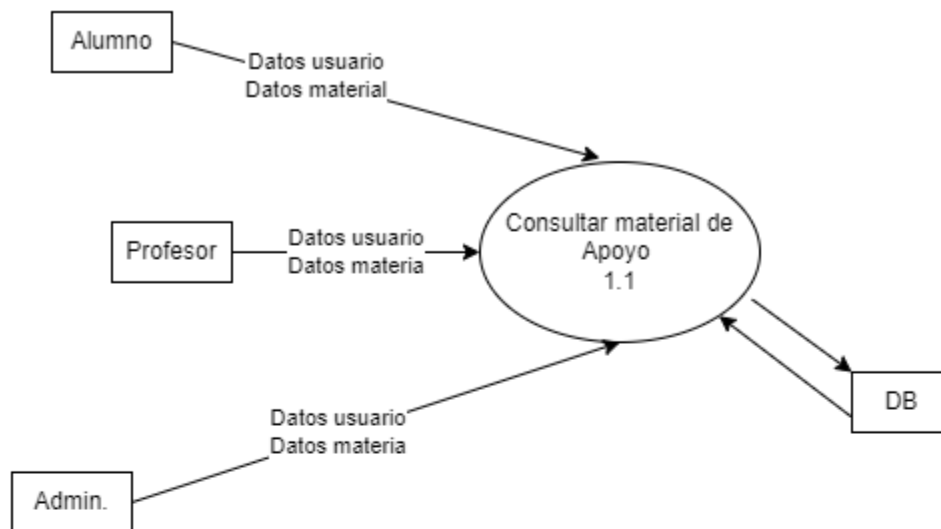 Alumno
Datos usuario
Datos material
Profesor
Datos usuario
Datos materia
Consultar material de
Apoyo
1.1
DB
Datos usuario
Datos materia
Admin.